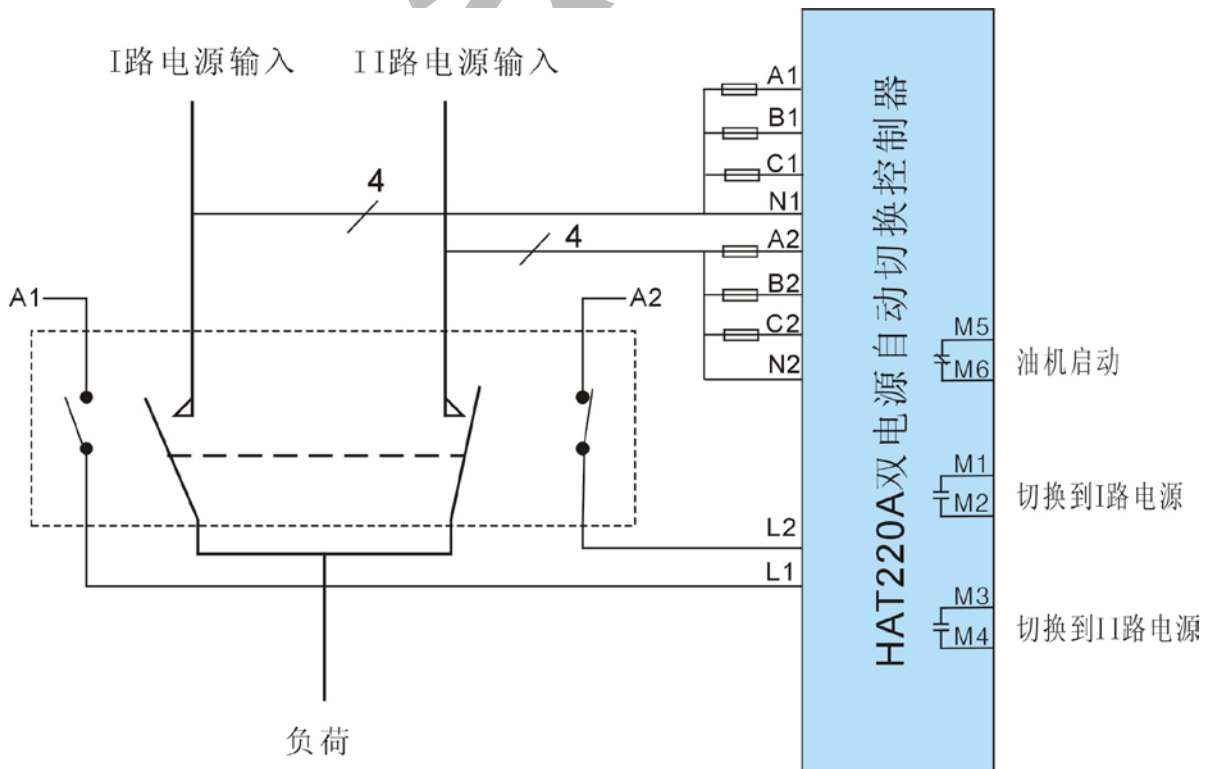 I路电源输入
II路电源输入
A1
B1
C1
N1
4
A2
4
B2
C2
N2
A1
A2
L2
L1
HAT220A双电源自动切换控制器
M5
M6
油机启动
M1
M2
切换到I路电源
M3
M4
切换到II路电源
负荷